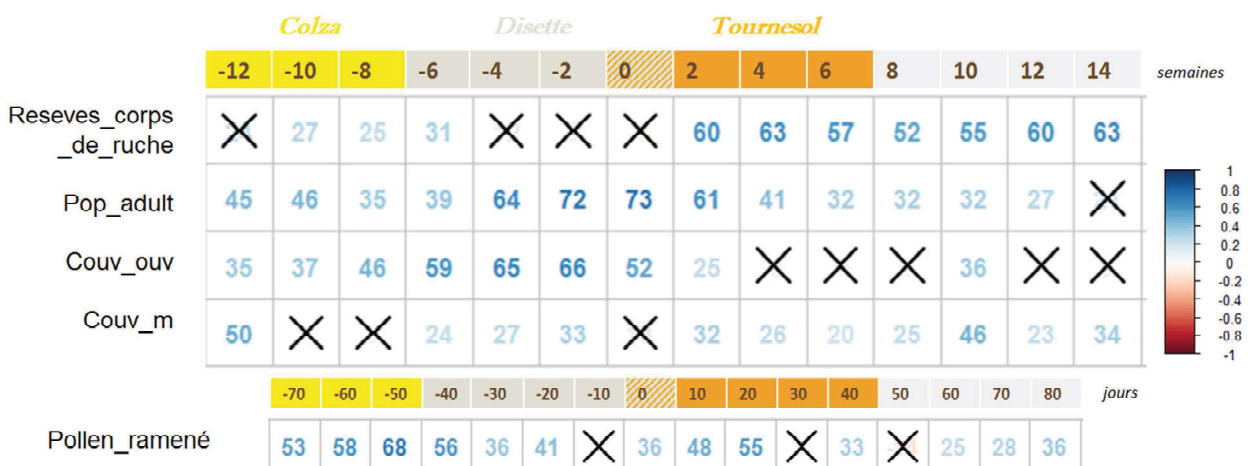 Colza Disette Tournesol
-12 -10 -8 -6 -4 -2 0 2 4 6 8 10 12 14 semaines
Reseves_corps
_de_ruche
27 25 31 60 63 57 52 55 60 63
Pop_adult 45 46 35 39 64 72 73 61 41 32 32 32 27
Couv_ouv 35 37 46 59 65 66 52 25 36
Couv_m 50 24 27 33 32 26 20 25 46 23 34
1
0.8
0.6
0.4
0.2
0
-0.2
-0.4
-0.6
-0.8
-1
-70 -60 -50 -40 -30 -20 -10 0 10 20 30 40 50 60 70 80 jours
Pollen_ramené 53 58 68 56 36 41 36 48 55 33 25 28 36